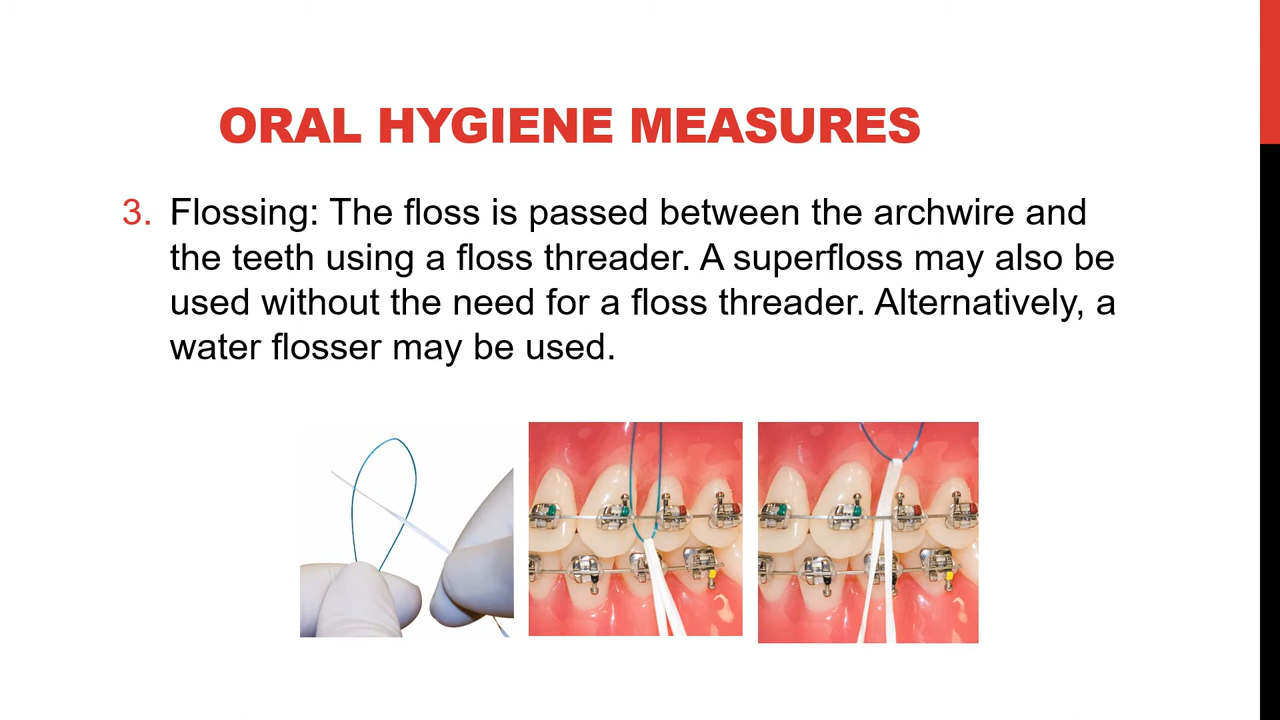 ORAL HYGIENE MEASURES
3. Flossing: The floss is passed between the archwire and
the teeth using a floss threader. A superfloss may also be
used without the need for a floss threader. Alternatively, a
water flosser may be used.